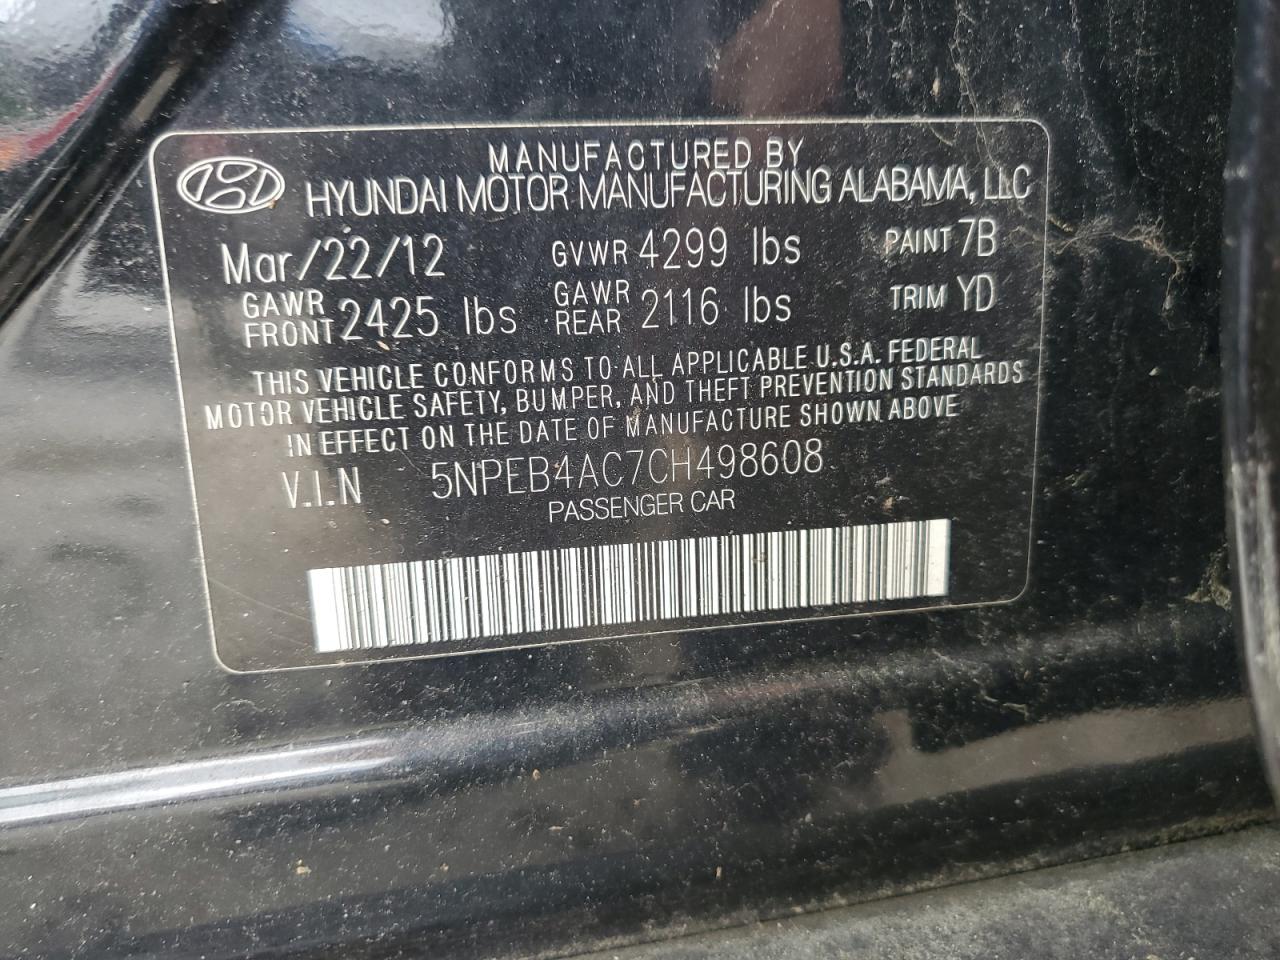 MANUFACTURED BY
HYUNDAI MOTOR MANUFACTURING ALABAMA, LLC
Mar/22/12 GVWR 4299 lbs PAINT 7B
GAWR FRONT 2425 lbs GAWR REAR 2116 lbs TRIM YD
THIS VEHICLE CONFORMS TO ALL APPLICABLE U.S.A. FEDERAL
MOTOR VEHICLE SAFETY, BUMPER, AND THEFT PREVENTION STANDARDS
IN EFFECT ON THE DATE OF MANUFACTURE SHOWN ABOVE
V.I.N 5NPEB4AC7CH498608
PASSENGER CAR